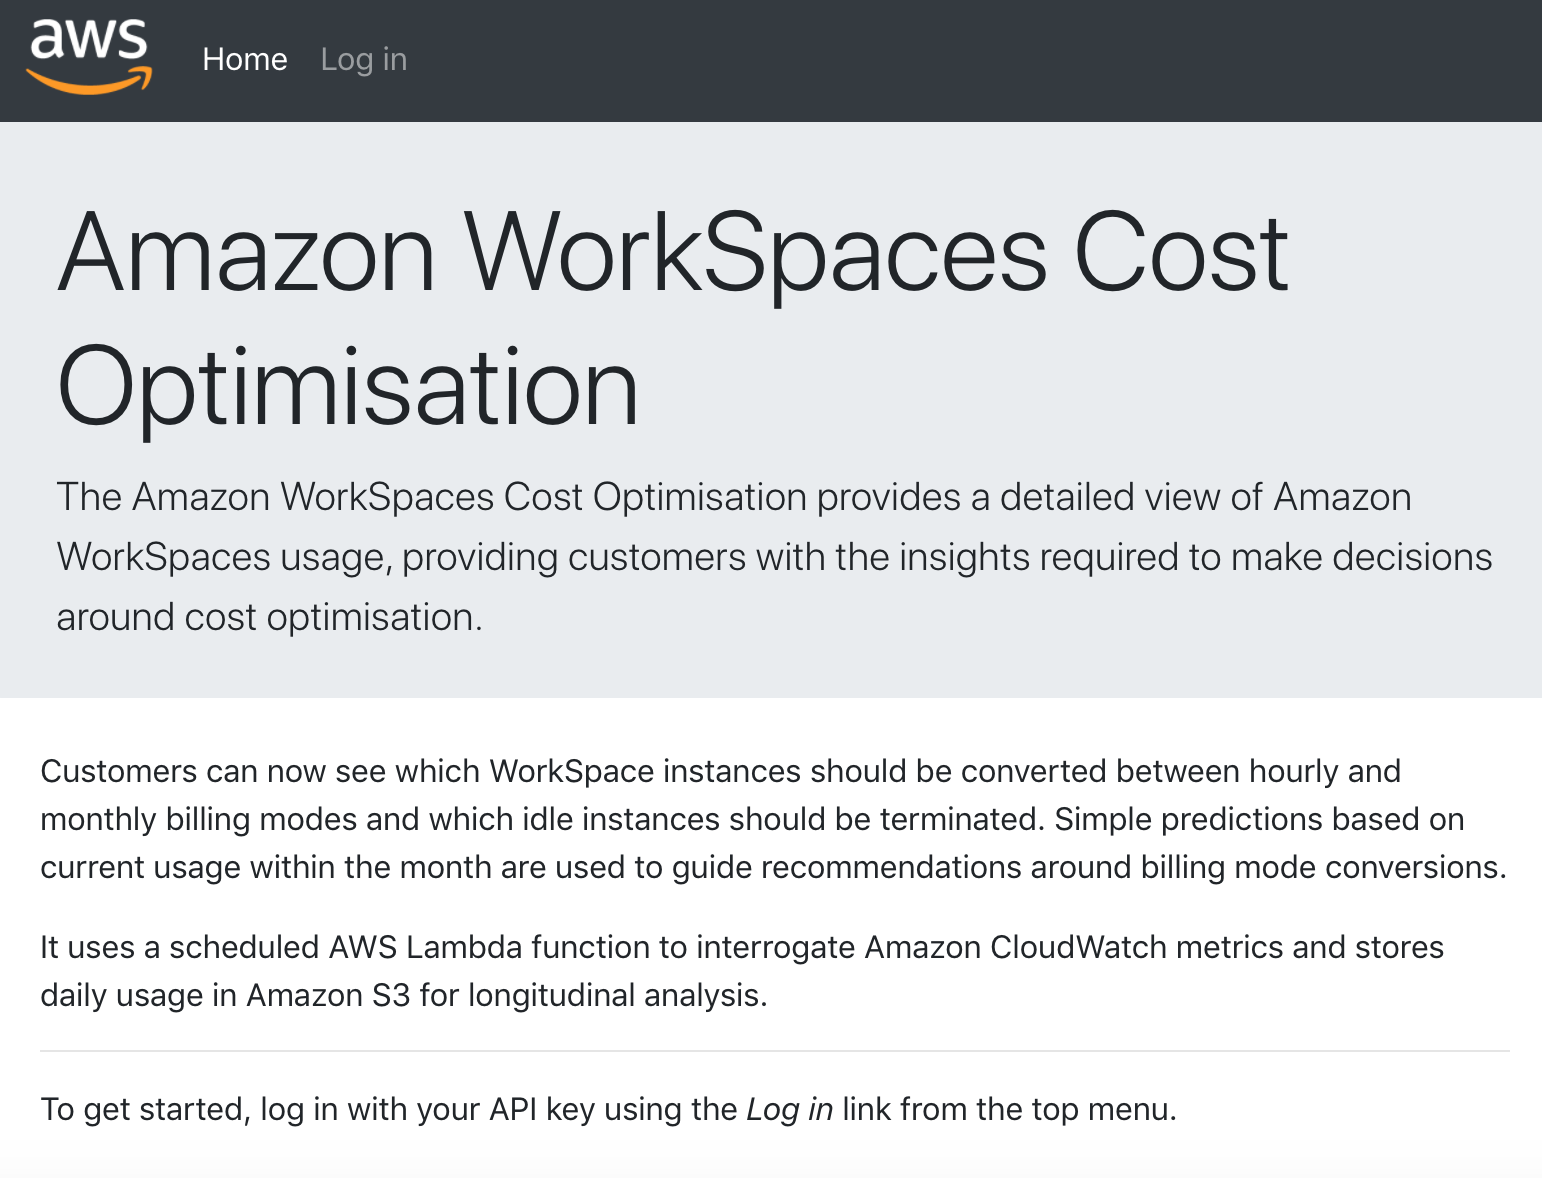 aws
Home Log in
Amazon WorkSpaces Cost
Optimisation
The Amazon WorkSpaces Cost Optimisation provides a detailed view of Amazon
WorkSpaces usage, providing customers with the insights required to make decisions
around cost optimisation.
Customers can now see which WorkSpace instances should be converted between hourly and
monthly billing modes and which idle instances should be terminated. Simple predictions based on
current usage within the month are used to guide recommendations around billing mode conversions.
It uses a scheduled AWS Lambda function to interrogate Amazon CloudWatch metrics and stores
daily usage in Amazon S3 for longitudinal analysis.
To get started, log in with your API key using the Log in link from the top menu.